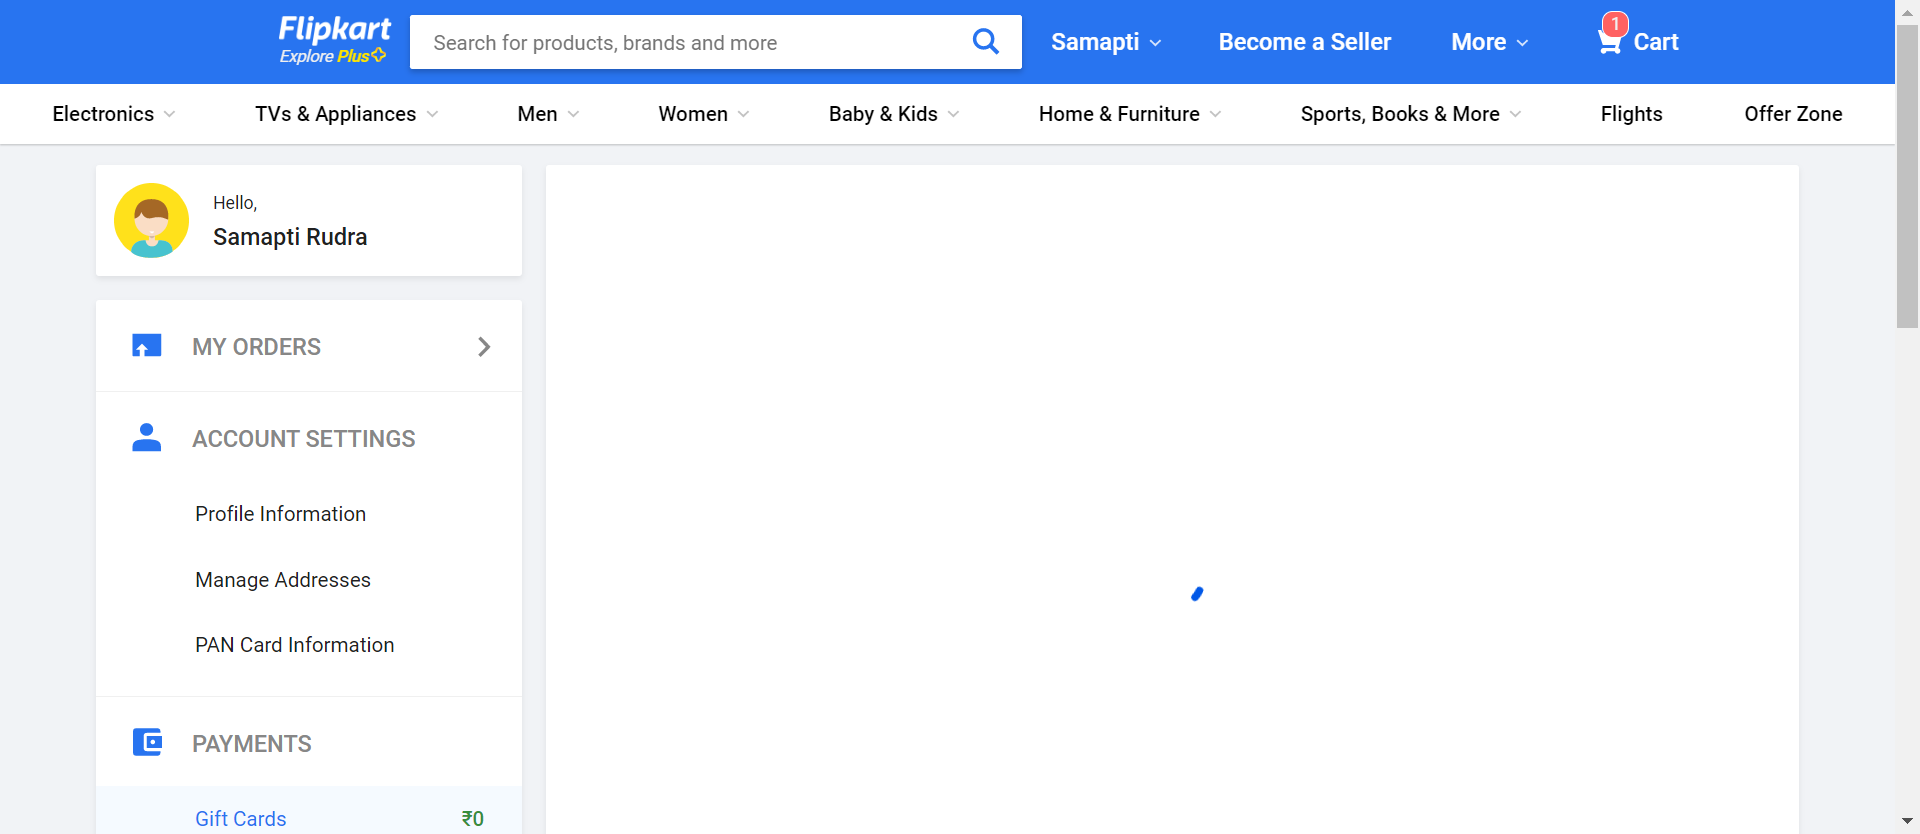 Flipkart
Explore Plus
Search for products, brands and more
Samapti
Become a Seller
More
1
Cart
Electronics
TVs & Appliances
Men
Women
Baby & Kids
Home & Furniture
Sports, Books & More
Flights
Offer Zone
Hello,
Samapti Rudra
MY ORDERS
ACCOUNT SETTINGS
Profile Information
Manage Addresses
PAN Card Information
PAYMENTS
Gift Cards ₹0